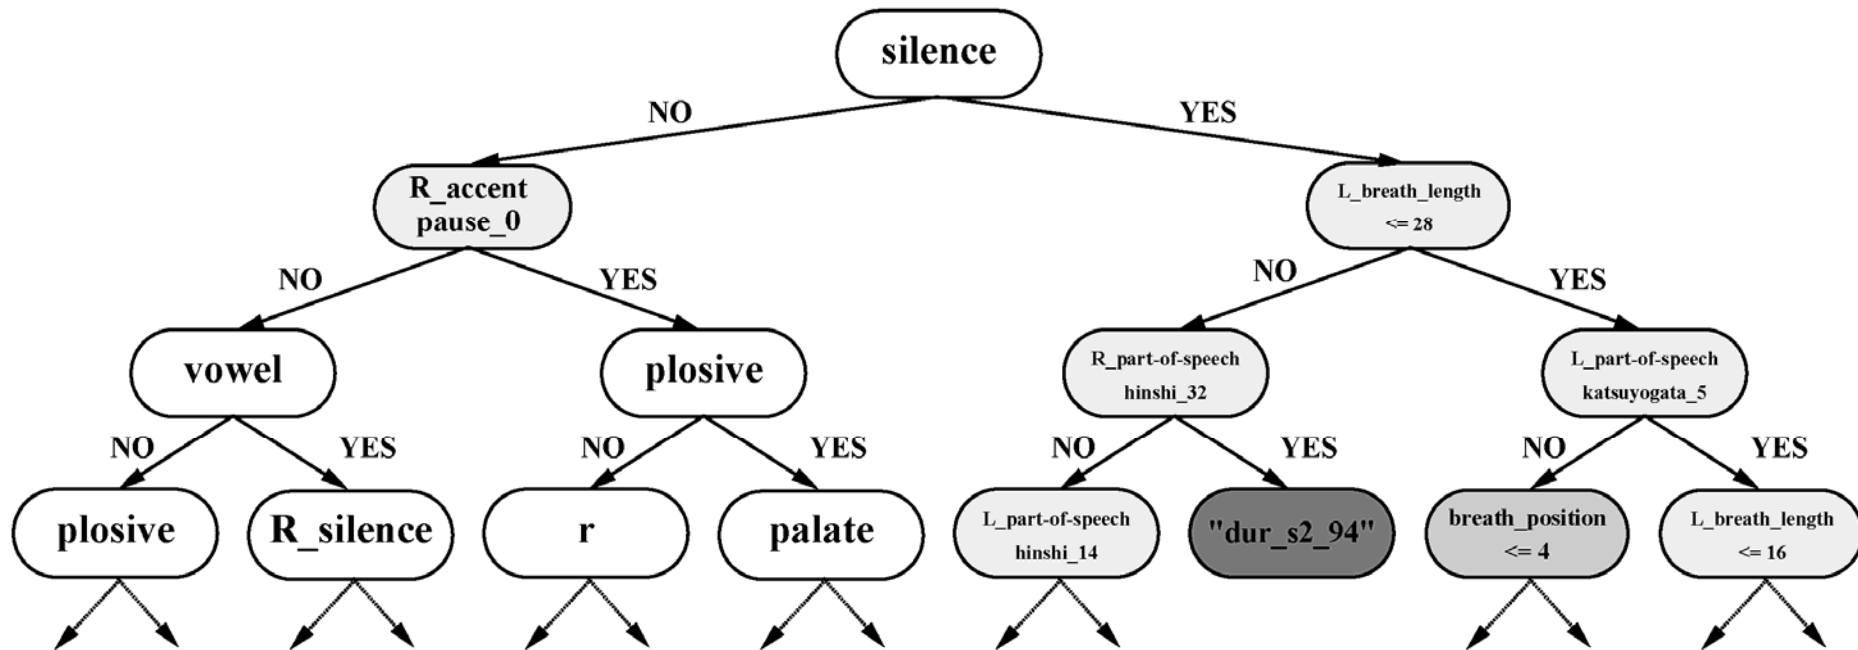 silence
NO
YES
R_accent
pause_0
L_breath_length
<= 28
NO
YES
NO
YES
vowel
plosive
R_part-of-speech
hinshi_32
L_part-of-speech
katsuyogata_5
NO
YES
NO
YES
NO
YES
NO
YES
plosive
R_silence
r
palate
L_part-of-speech
hinshi_14
"dur_s2_94"
breath_position
<= 4
L_breath_length
<= 16